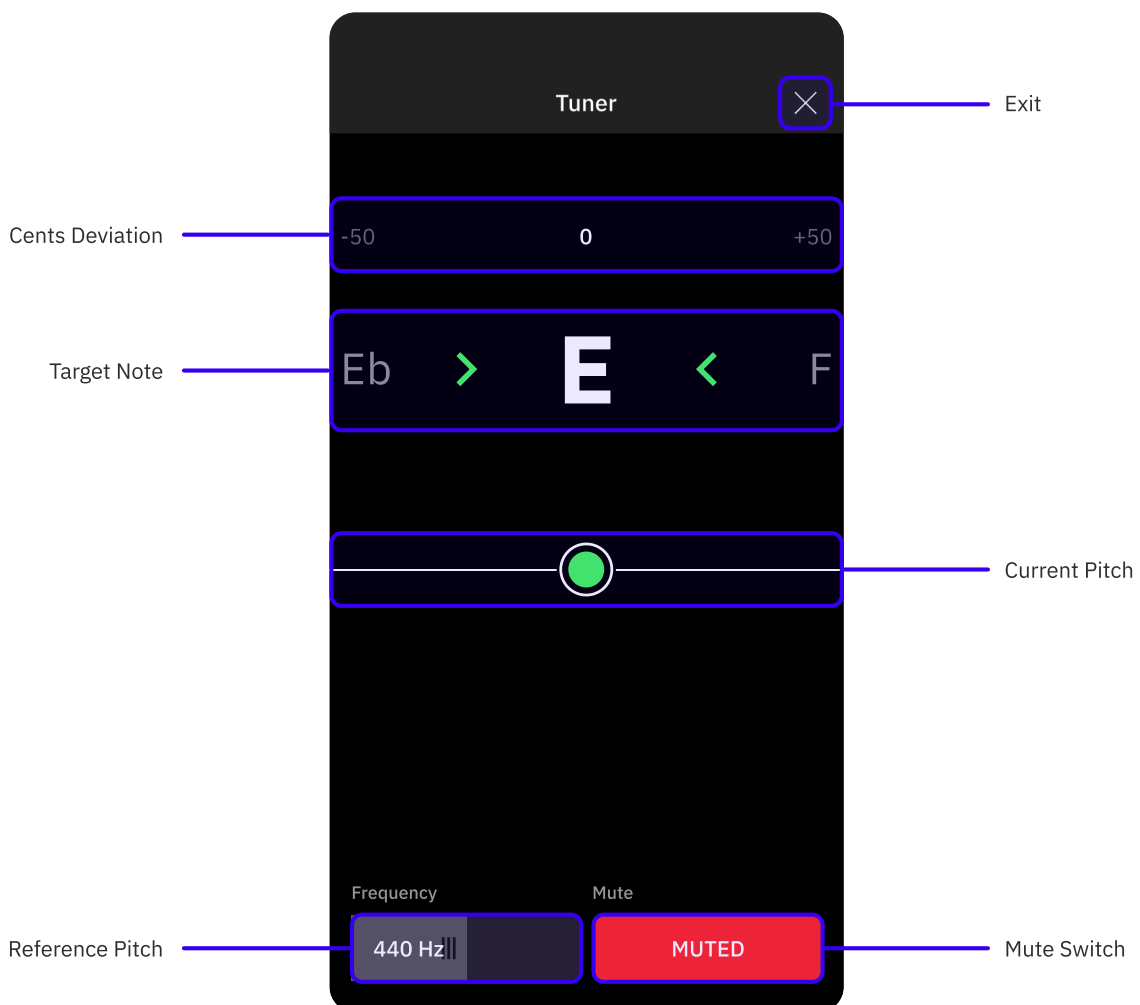 Tuner
Exit
Cents Deviation
-50 0 +50
Target Note
Eb > E < F
Current Pitch
Frequency Mute
Reference Pitch
440 Hz
MUTED
Mute Switch